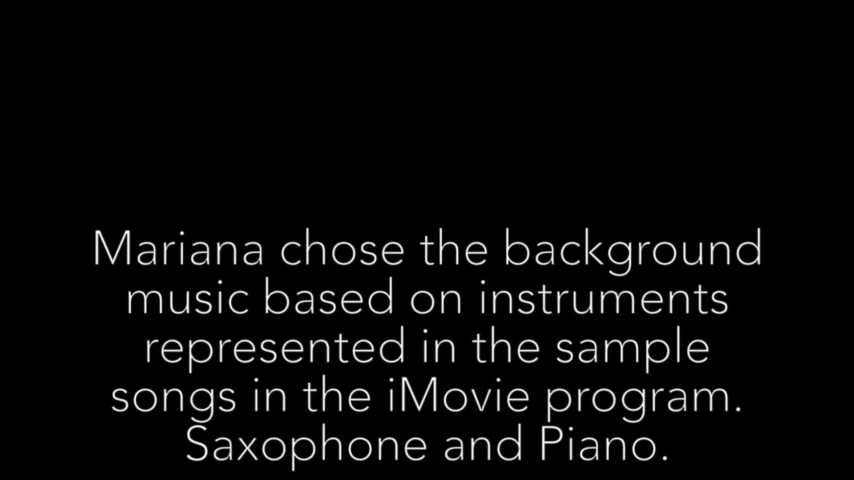 Mariana chose the background
music based on instruments
represented in the sample
songs in the iMovie program.
Saxophone and Piano.